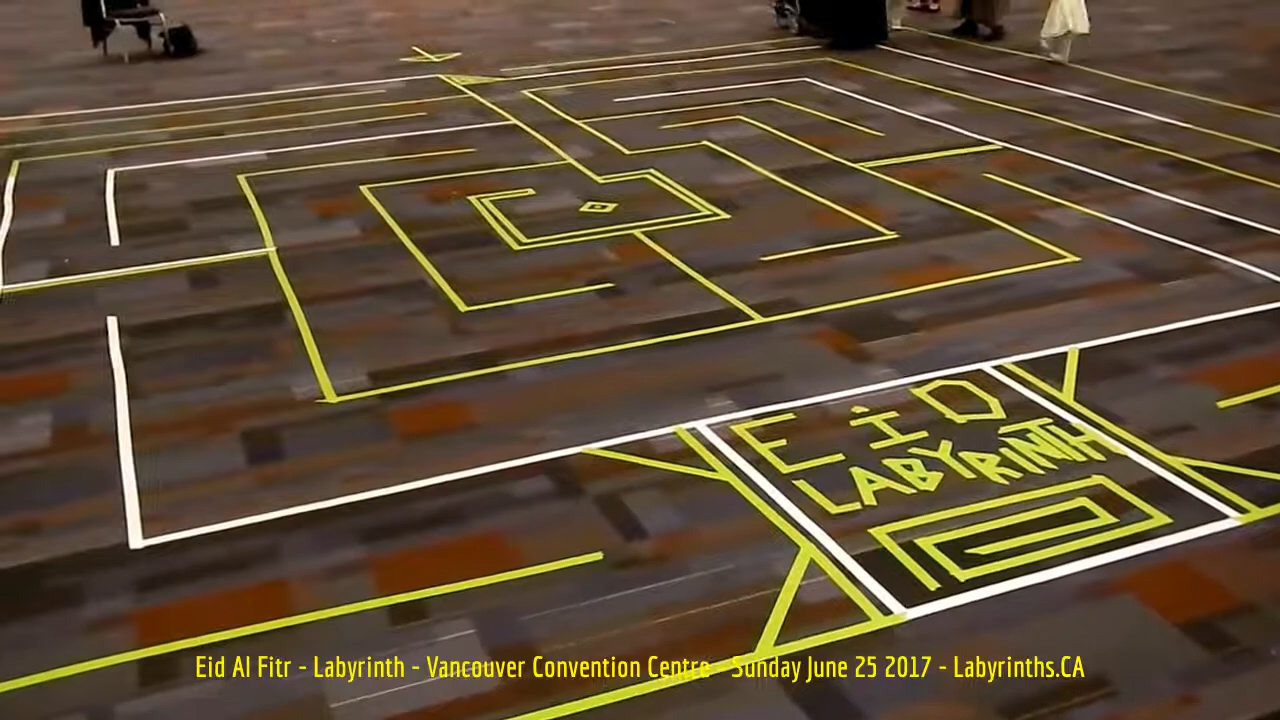 EiD
LABYRiNTH
Eid Al Fitr - Labyrinth - Vancouver Convention Centre - Sunday June 25 2017 - Labyrinths.CA